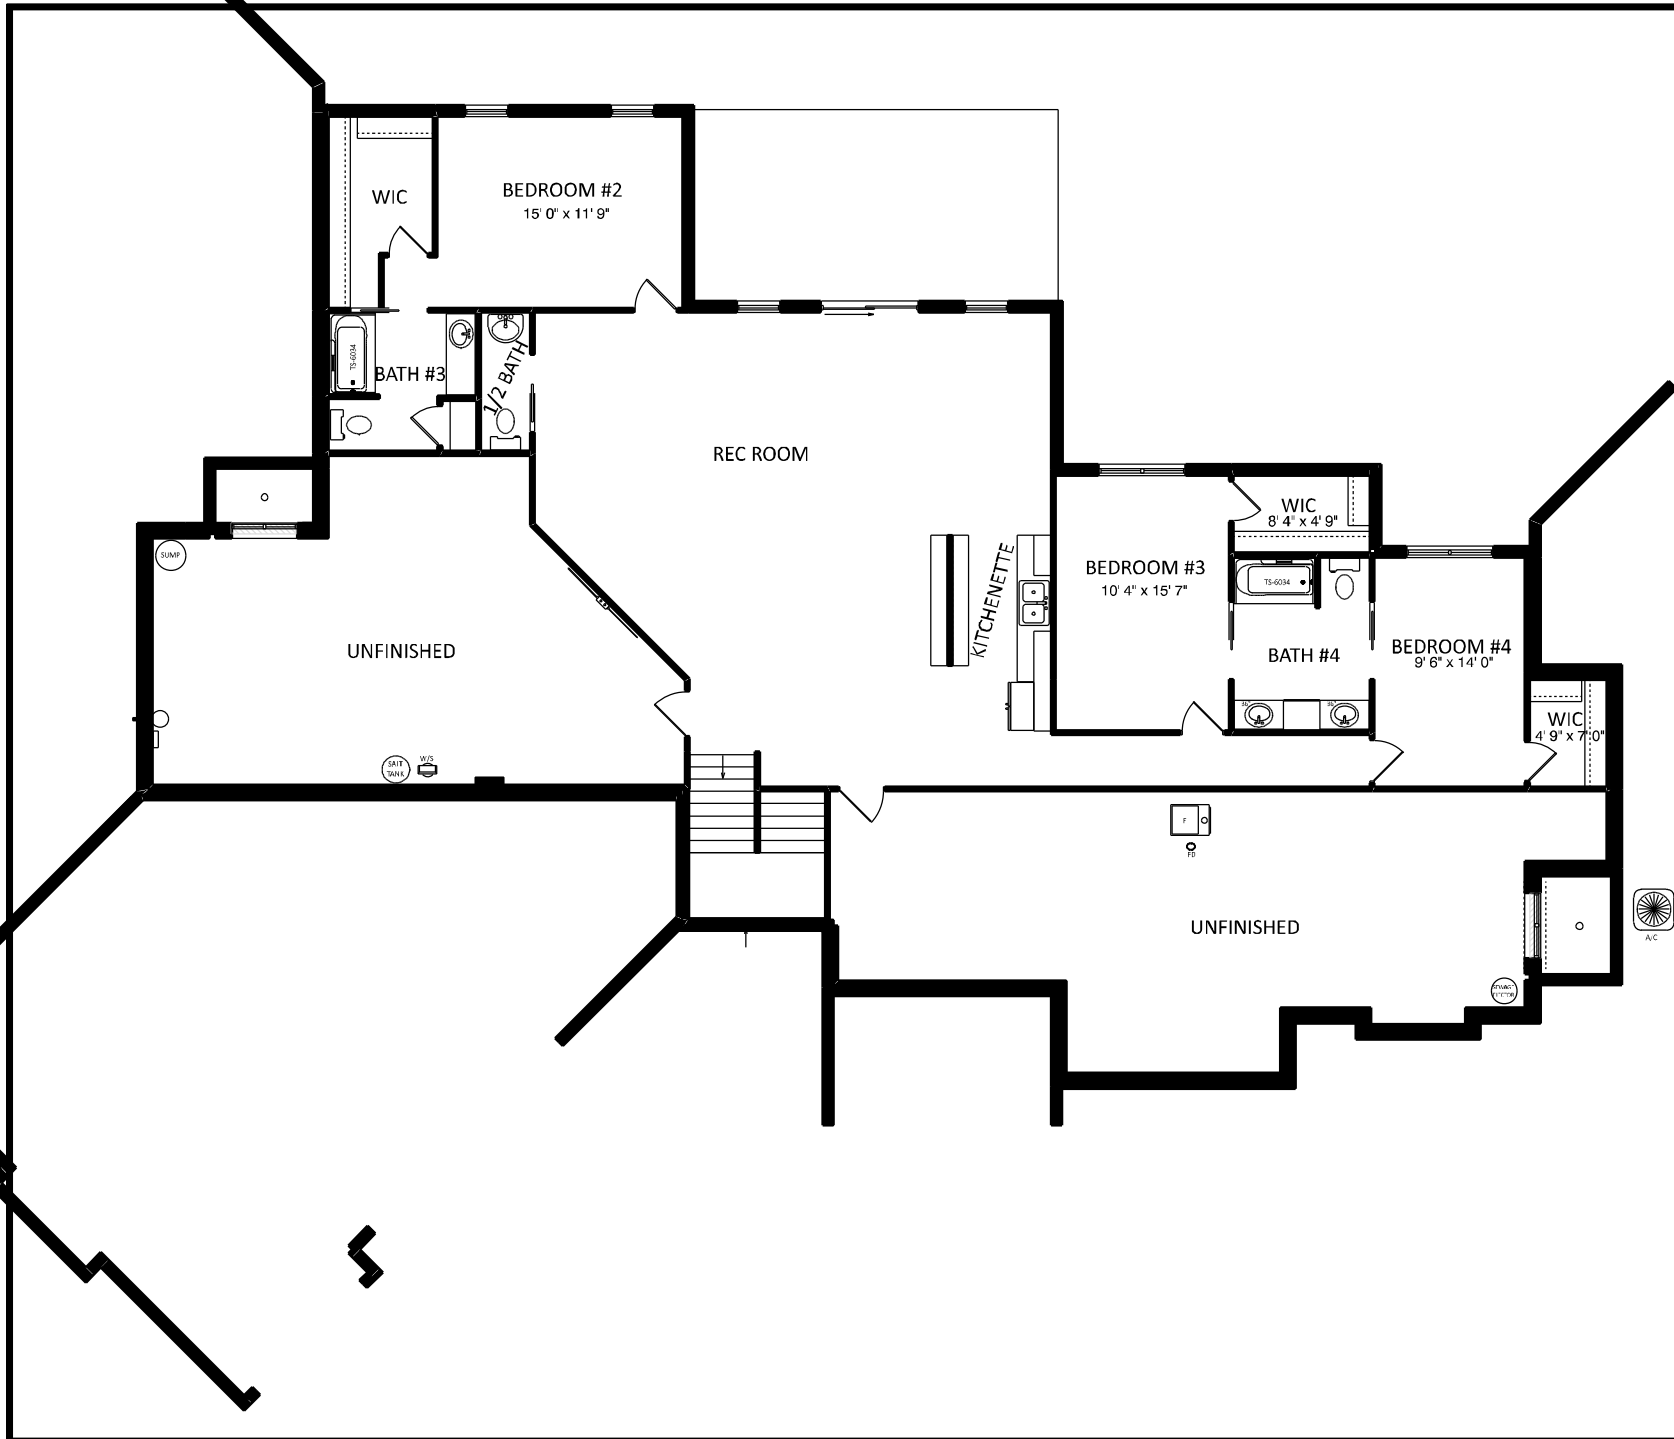 WIC
BEDROOM #2
15' 0" x 11' 9"
TS-6034
BATH #3
1/2 BATH
REC ROOM
WIC
8' 4" x 4' 9"
SUMP
KITCHENETTE
BEDROOM #3
10' 4" x 15' 7"
TS-6034
UNFINISHED
BATH #4
BEDROOM #4
9' 6" x 14' 0"
36"
36"
WIC
4' 9" x 7' 0"
SALT
TANK
W/S
F
FD
UNFINISHED
A/C